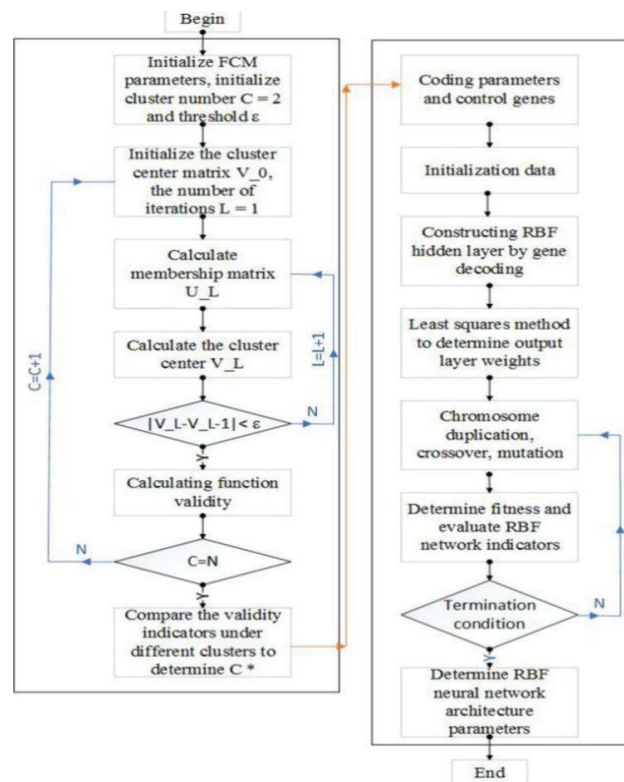 Begin
Initialize FCM
parameters, initialize
cluster number C = 2
and threshold ε
Initialize the cluster
center matrix V_0,
the number of
iterations L = 1
Calculate
membership matrix
U_L
L=L+1
Calculate the cluster
center V_L
C=C+1
|V_L-V_L-1| < ε
N
Y
Calculating function
validity
N
C=N
Y
Compare the validity
indicators under
different clusters to
determine C *
Coding parameters
and control genes
Initialization data
Constructing RBF
hidden layer by gene
decoding
Least squares method
to determine output
layer weights
Chromosome
duplication,
crossover, mutation
Determine fitness and
evaluate RBF
network indicators
Termination
condition
N
Y
Determine RBF
neural network
architecture
parameters
End